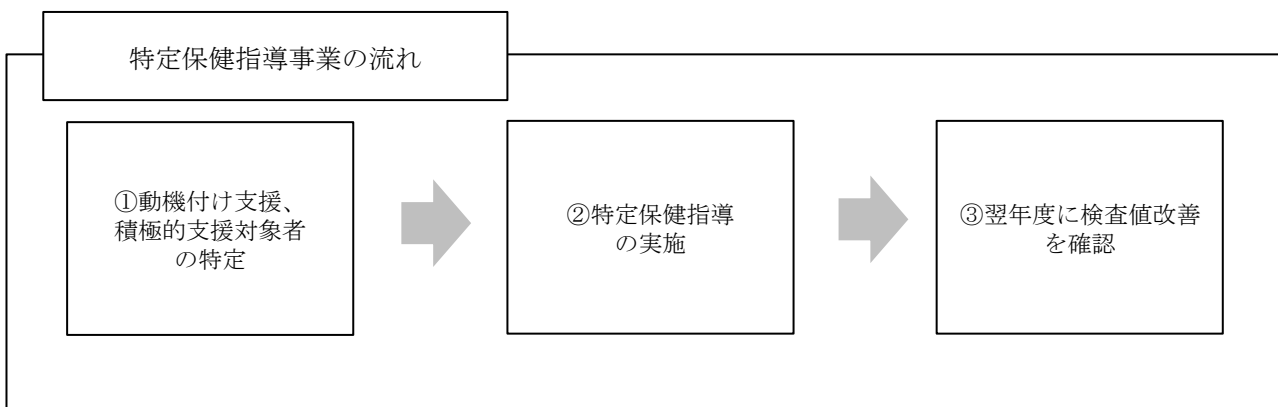 特定保健指導事業の流れ
①動機付け支援、
積極的支援対象者
の特定
②特定保健指導
の実施
③翌年度に検査値改善
を確認